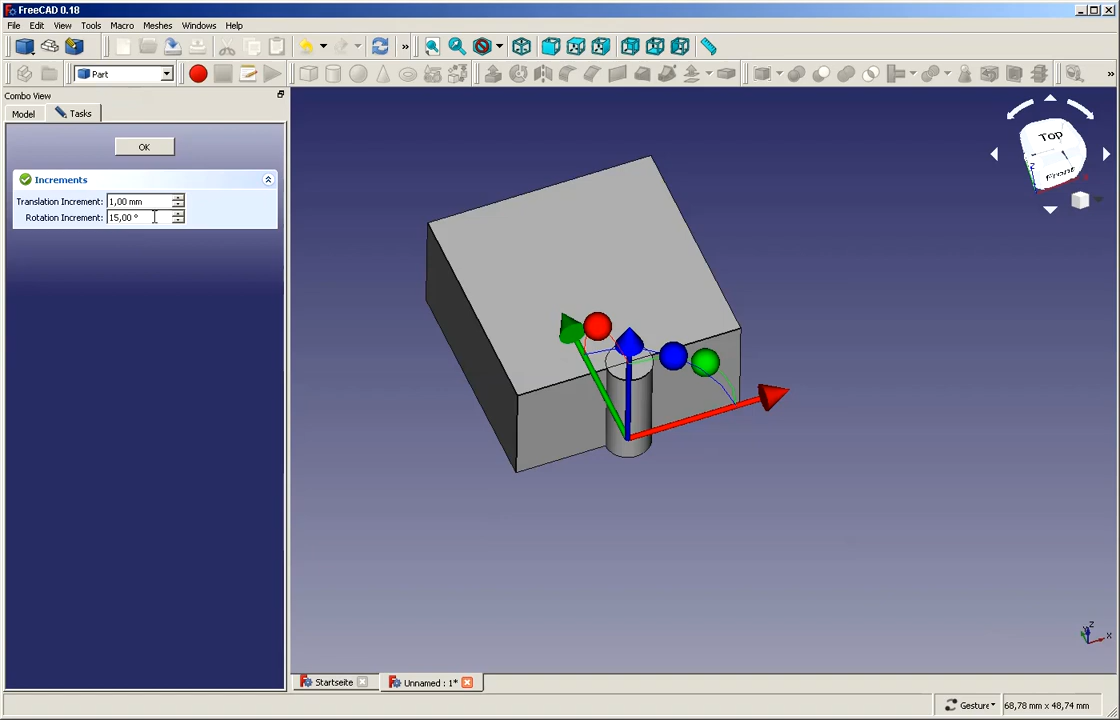 FreeCAD 0.18
File Edit View Tools Macro Meshes Windows Help
Part
Combo View
Model Tasks
OK
Increments
Translation Increment: 1,00 mm
Rotation Increment: 15,00 °
Top
Front
Z
Z
X
Startseite Unnamed : 1*
Gesture 68,78 mm x 48,74 mm